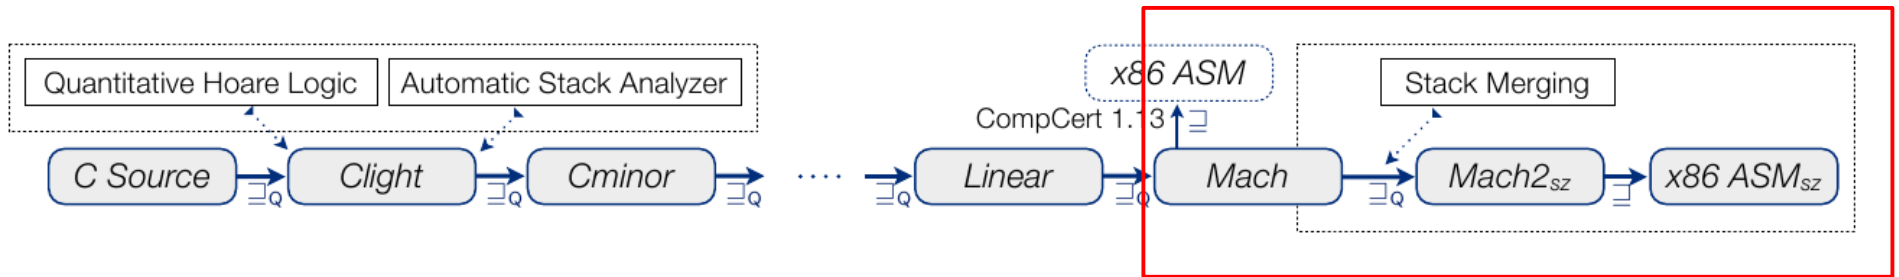 x86 ASM
Quantitative Hoare Logic
Automatic Stack Analyzer
Stack Merging
CompCert 1.13
⊒
C Source
Clight
Cminor
....
Linear
Mach
Mach2sz
x86 ASMsz
⊒Q
⊒Q
⊒Q
⊒Q
⊒Q
⊒Q
⊒